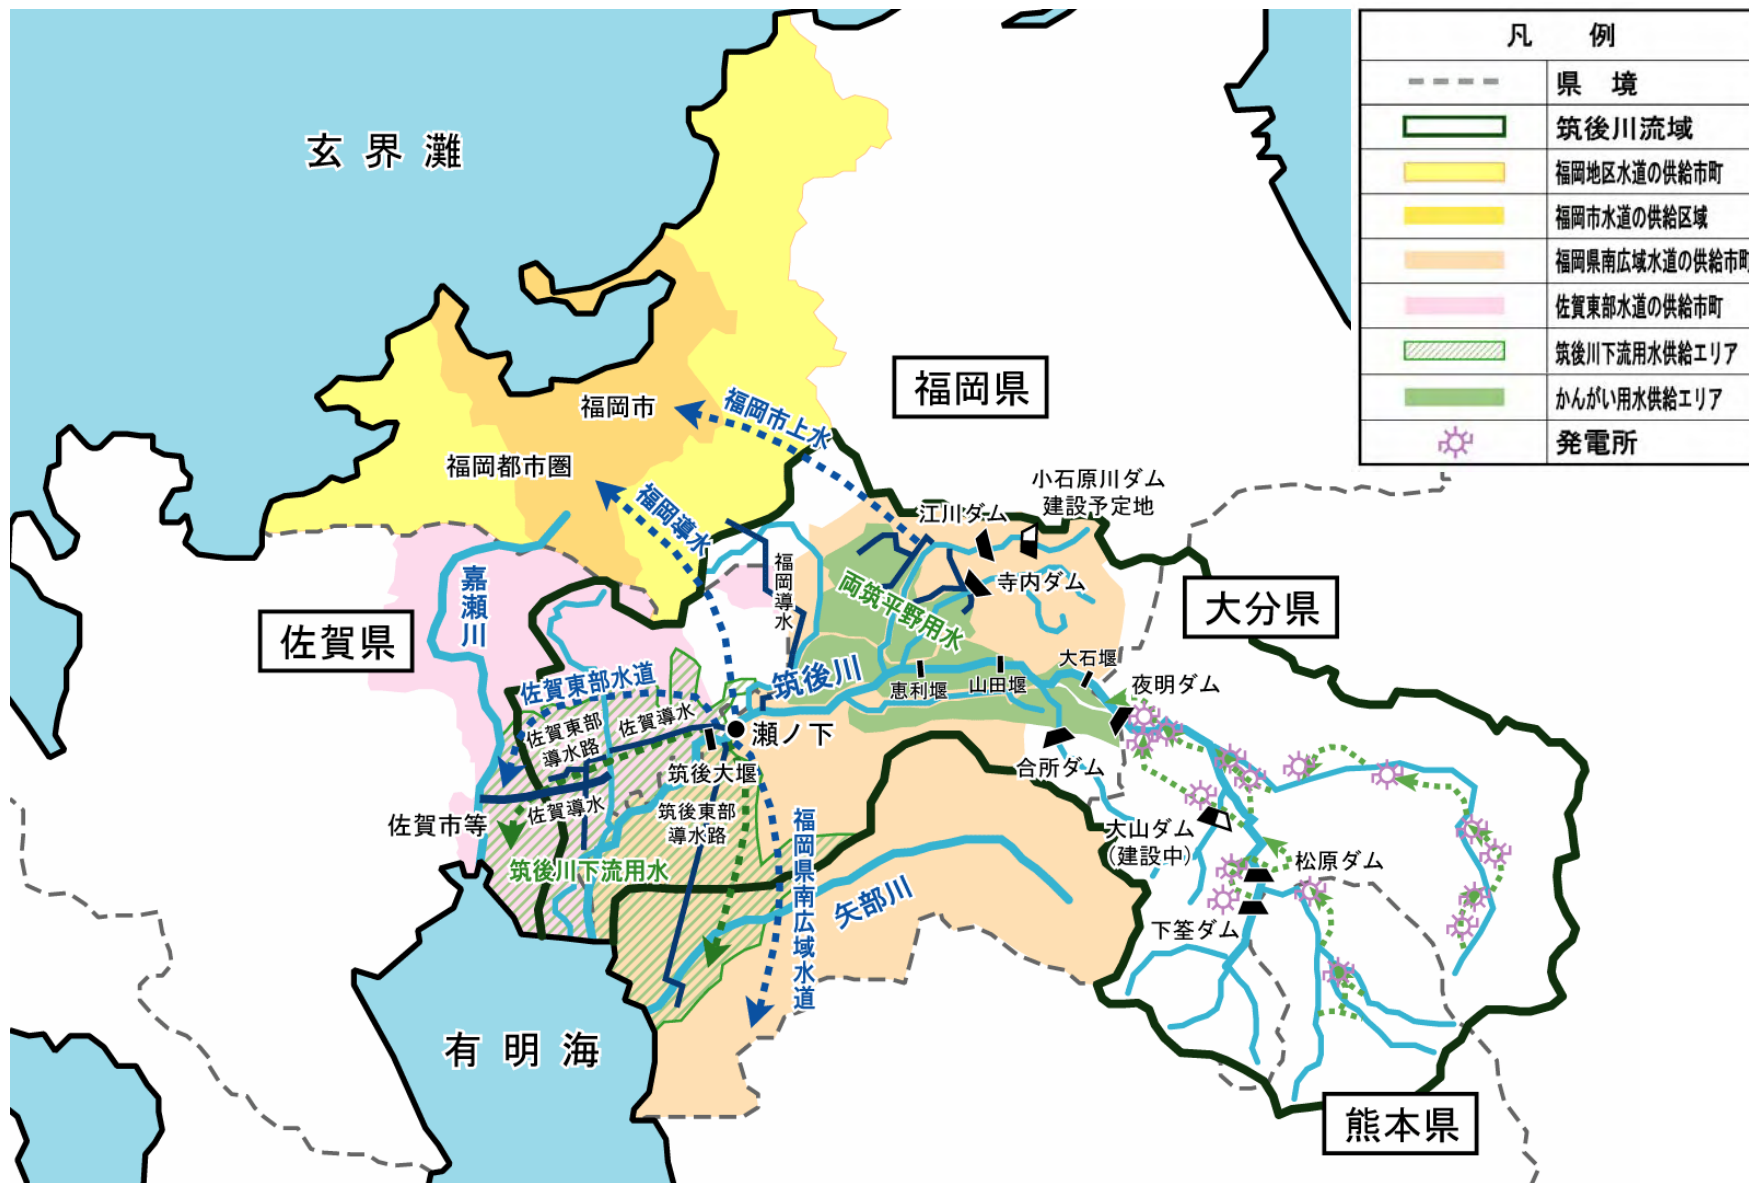 凡 例
県 境
筑後川流域
福岡地区水道の供給市町
福岡市水道の供給区域
福岡県南広域水道の供給市町
佐賀東部水道の供給市町
筑後川下流用水供給エリア
かんがい用水供給エリア
発電所
玄界灘
福岡県
福岡市
福岡市上水
福岡都市圏
福岡導水
小石原川ダム
建設予定地
江川ダム
寺内ダム
福岡導水
両筑平野用水
嘉瀬川
佐賀県
大分県
筑後川
恵利堰
山田堰
大石堰
夜明ダム
佐賀東部水道
佐賀東部
導水路
佐賀導水
瀬ノ下
筑後大堰
合所ダム
佐賀導水
佐賀市等
筑後東部
導水路
福岡県南広域水道
大山ダム
(建設中)
松原ダム
筑後川下流用水
矢部川
下筌ダム
有明海
熊本県